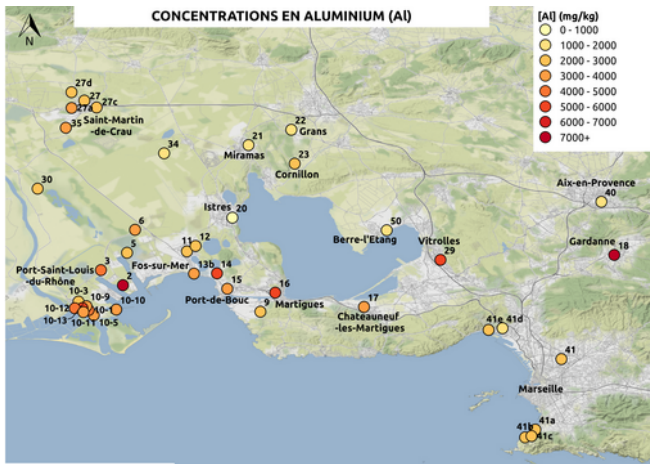 CONCENTRATIONS EN ALUMINIUM (Al)
N
[Al] (mg/kg)
0 - 1000
1000 - 2000
2000 - 3000
3000 - 4000
4000 - 5000
5000 - 6000
6000 - 7000
7000+
27d
27
27c
27a
Saint-Martin
-de-Crau
35
34
21
Miramas
22
Grans
23
Cornillon
30
Aix-en-Provence
40
Istres
20
6
5
12
11
50
Berre-l'Etang
Vitrolles
29
Gardanne
18
Fos-sur-Mer
Port-Saint-Louis
-du-Rhône
3
2
13b
14
15
Port-de-Bouc
16
Martigues
9
17
Chateauneuf
-les-Martigues
10-3
10-9
10-10
10-12
10-1
10-13
10-11
10-5
41e
41d
41
Marseille
41a
41b
41c